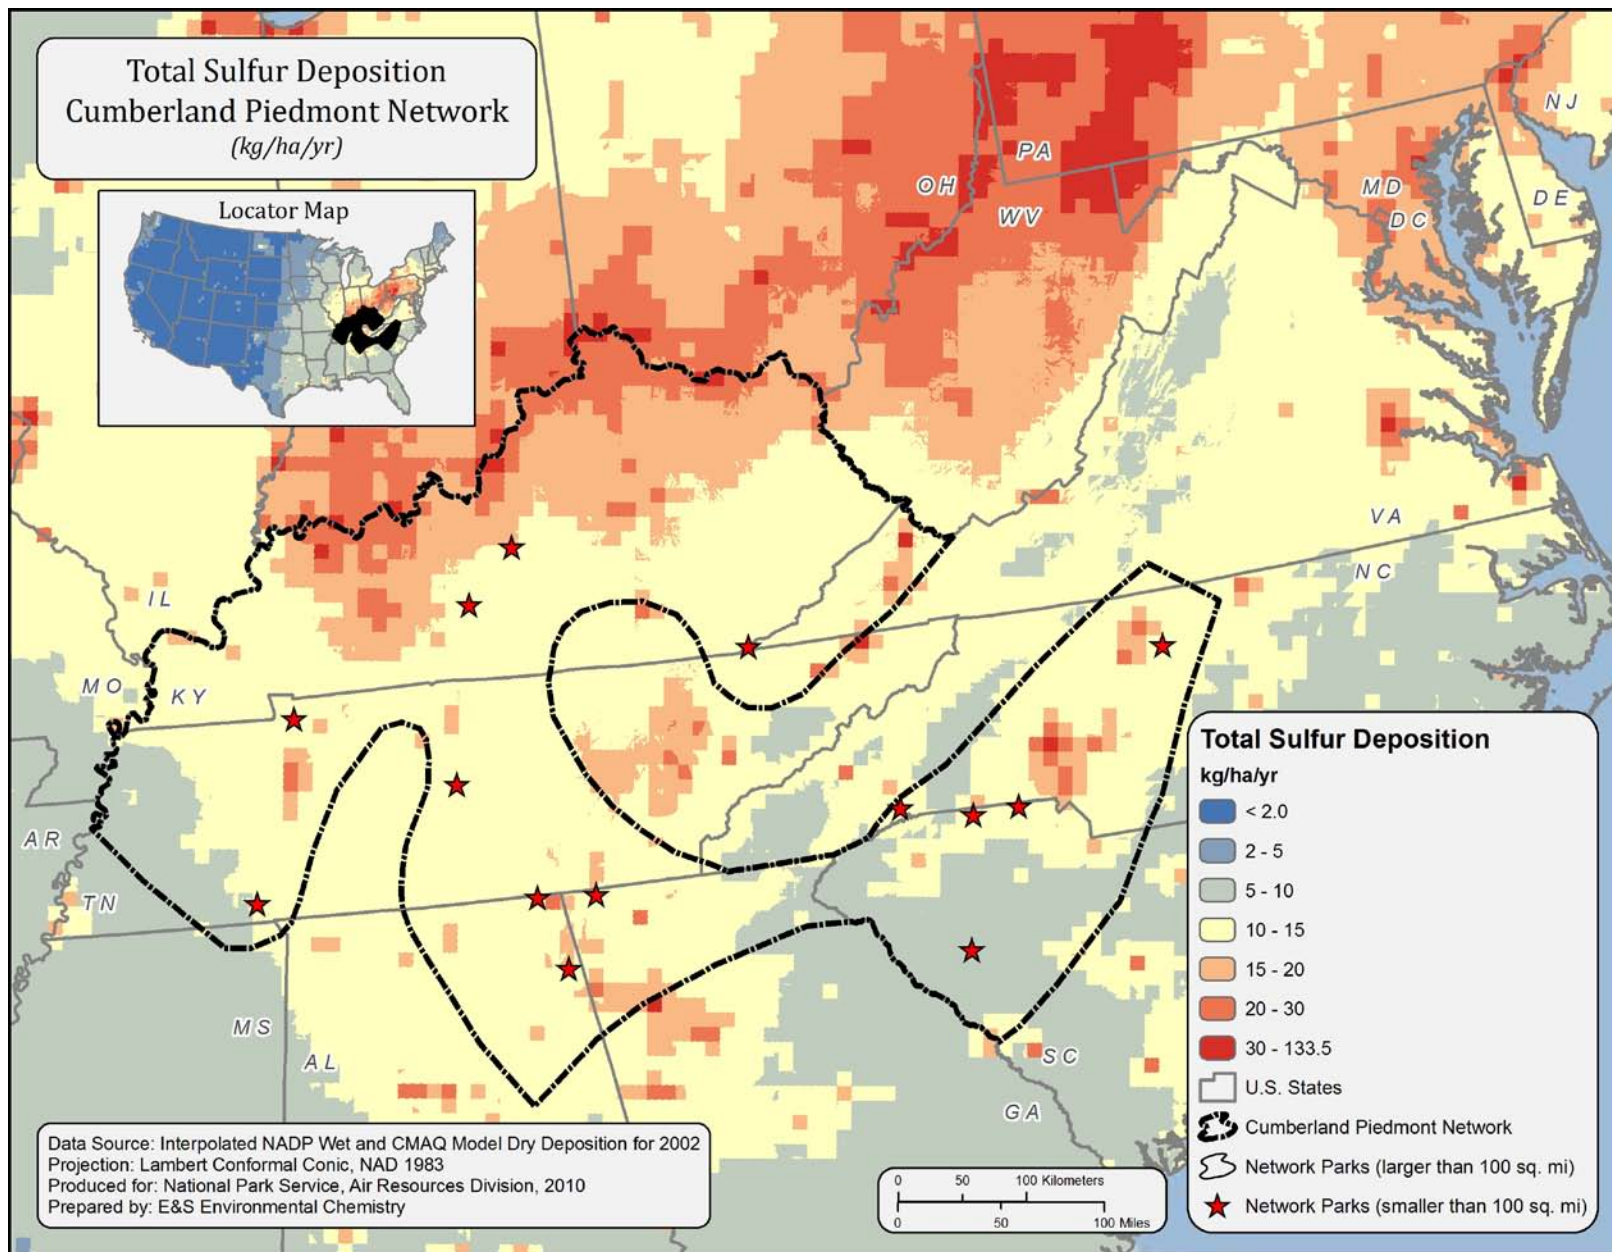 Total Sulfur Deposition
Cumberland Piedmont Network
(kg/ha/yr)
Locator Map
NJ
PA
OH
MD
DE
WV
DC
VA
NC
IL
MO
KY
AR
TN
MS
AL
SC
GA
Total Sulfur Deposition
kg/ha/yr
< 2.0
2 - 5
5 - 10
10 - 15
15 - 20
20 - 30
30 - 133.5
U.S. States
Cumberland Piedmont Network
Network Parks (larger than 100 sq. mi)
Network Parks (smaller than 100 sq. mi)
Data Source: Interpolated NADP Wet and CMAQ Model Dry Deposition for 2002
Projection: Lambert Conformal Conic, NAD 1983
Produced for: National Park Service, Air Resources Division, 2010
Prepared by: E&S Environmental Chemistry
0 50 100 Kilometers
0 50 100 Miles